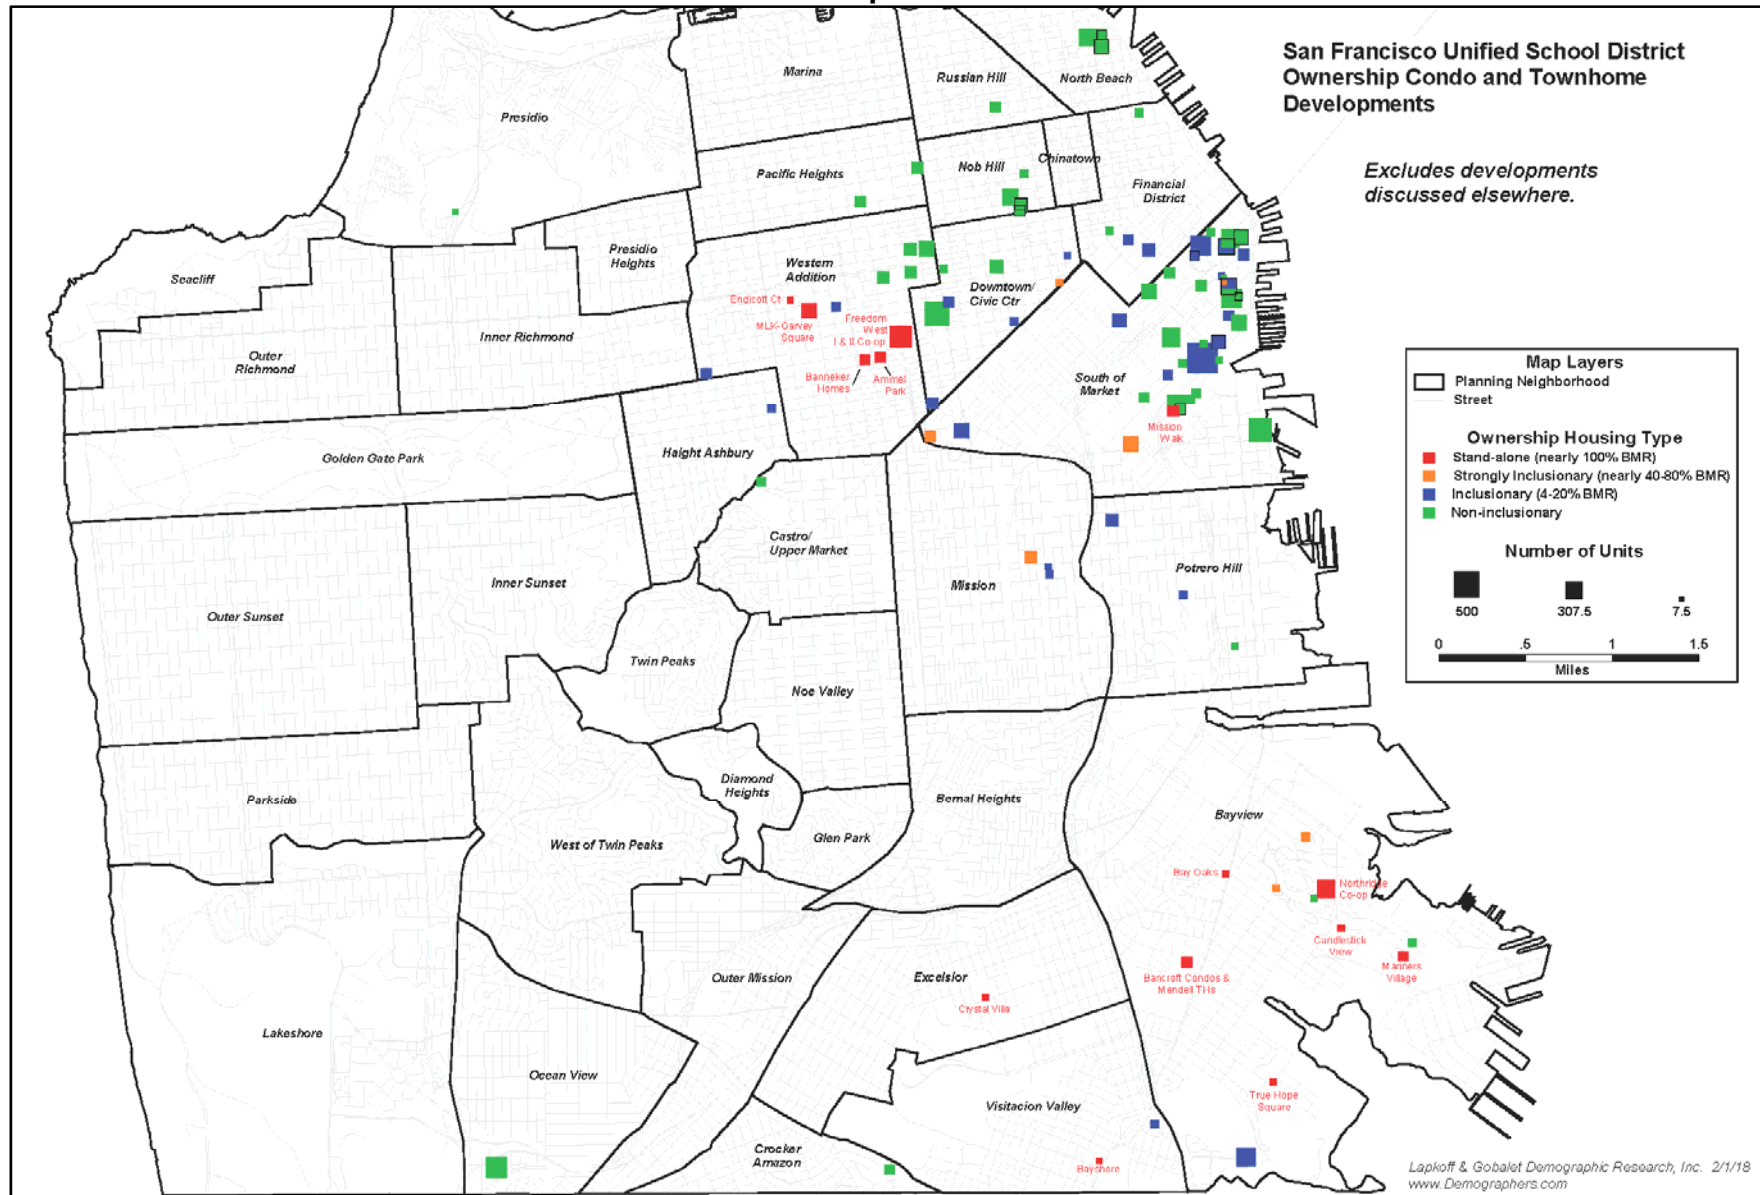 San Francisco Unified School District
Ownership Condo and Townhome
Developments
Excludes developments
discussed elsewhere.
Marina
Russian Hill
North Beach
Presidio
Pacific Heights
Nob Hill
Chinatown
Financial
District
Seacliff
Presidio
Heights
Western
Addition
Downtown/
Civic Ctr
Endicott Ct
MLK-Garvey
Square
Freedom
West
I & II Co-op
Inner Richmond
Outer
Richmond
Banneker
Homes
Ammel
Park
South of
Market
Mission
Walk
Golden Gate Park
Haight Ashbury
Castro/
Upper Market
Mission
Potrero Hill
Inner Sunset
Outer Sunset
Twin Peaks
Noe Valley
Diamond
Heights
Parkside
West of Twin Peaks
Glen Park
Bernal Heights
Bayview
Bay Oaks
Northridge
Co-op
Candlestick
View
Mariners
Village
Bancroft Condos &
Mendell THs
Outer Mission
Excelsior
Crystal Villa
Lakeshore
Ocean View
Visitacion Valley
True Hope
Square
Crocker
Amazon
Bayshore
Map Layers
Planning Neighborhood
Street
Ownership Housing Type
Stand-alone (nearly 100% BMR)
Strongly Inclusionary (nearly 40-80% BMR)
Inclusionary (4-20% BMR)
Non-inclusionary
Number of Units
500 307.5 7.5
0 .5 1 1.5
Miles
Lapkoff & Gobalet Demographic Research, Inc. 2/1/18
www.Demographers.com